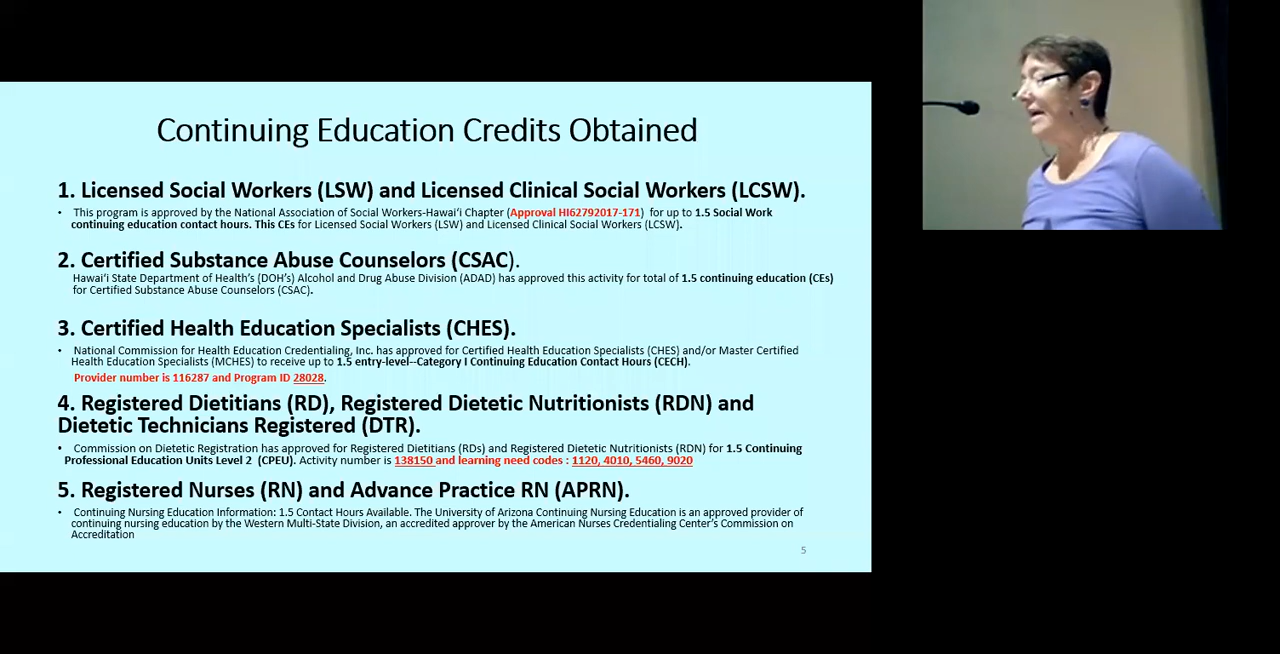 Continuing Education Credits Obtained
1. Licensed Social Workers (LSW) and Licensed Clinical Social Workers (LCSW).
• This program is approved by the National Association of Social Workers-Hawai‘i Chapter (Approval HI62792017-171) for up to 1.5 Social Work
continuing education contact hours. This CEs for Licensed Social Workers (LSW) and Licensed Clinical Social Workers (LCSW).
2. Certified Substance Abuse Counselors (CSAC).
Hawai‘i State Department of Health’s (DOH’s) Alcohol and Drug Abuse Division (ADAD) has approved this activity for total of 1.5 continuing education (CEs)
for Certified Substance Abuse Counselors (CSAC).
3. Certified Health Education Specialists (CHES).
• National Commission for Health Education Credentialing, Inc. has approved for Certified Health Education Specialists (CHES) and/or Master Certified
Health Education Specialists (MCHES) to receive up to 1.5 entry-level--Category I Continuing Education Contact Hours (CECH).
Provider number is 116287 and Program ID 28028.
4. Registered Dietitians (RD), Registered Dietetic Nutritionists (RDN) and
Dietetic Technicians Registered (DTR).
• Commission on Dietetic Registration has approved for Registered Dietitians (RDs) and Registered Dietetic Nutritionists (RDN) for 1.5 Continuing
Professional Education Units Level 2 (CPEU). Activity number is 138150 and learning need codes : 1120, 4010, 5460, 9020
5. Registered Nurses (RN) and Advance Practice RN (APRN).
• Continuing Nursing Education Information: 1.5 Contact Hours Available. The University of Arizona Continuing Nursing Education is an approved provider of
continuing nursing education by the Western Multi-State Division, an accredited approver by the American Nurses Credentialing Center’s Commission on
Accreditation
5